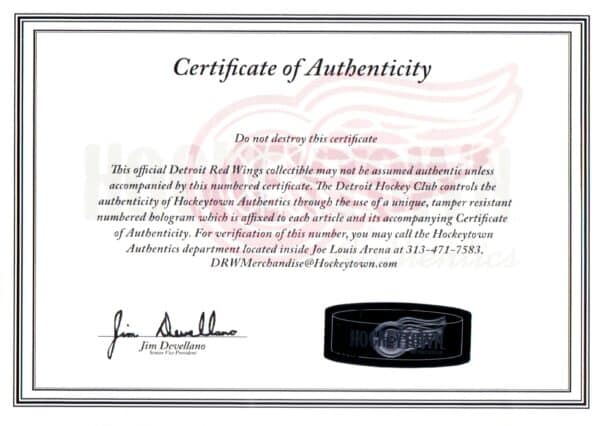 Certificate of Authenticity
Do not destroy this certificate
This official Detroit Red Wings collectible may not be assumed authentic unless
accompanied by this numbered certificate. The Detroit Hockey Club controls the
authenticity of Hockeytown Authentics through the use of a unique, tamper resistant
numbered hologram which is affixed to each article and its accompanying Certificate
of Authenticity. For verification of this number, you may call the Hockeytown
Authentics department located inside Joe Louis Arena at 313-471-7583.
DRWMerchandise@Hockeytown.com
HOCKEYTOWN
Authentics
Jim Devellano
Jim Devellano
Senior Vice President
HOCKEYTOWN